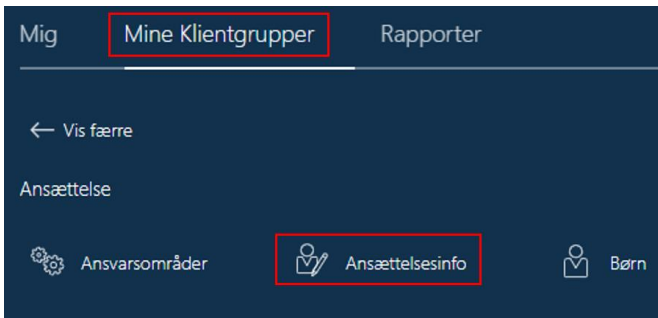 Mig Mine Klientgrupper Rapporter
← Vis færre
Ansættelse
Ansvarsområder Ansættelsesinfo Børn